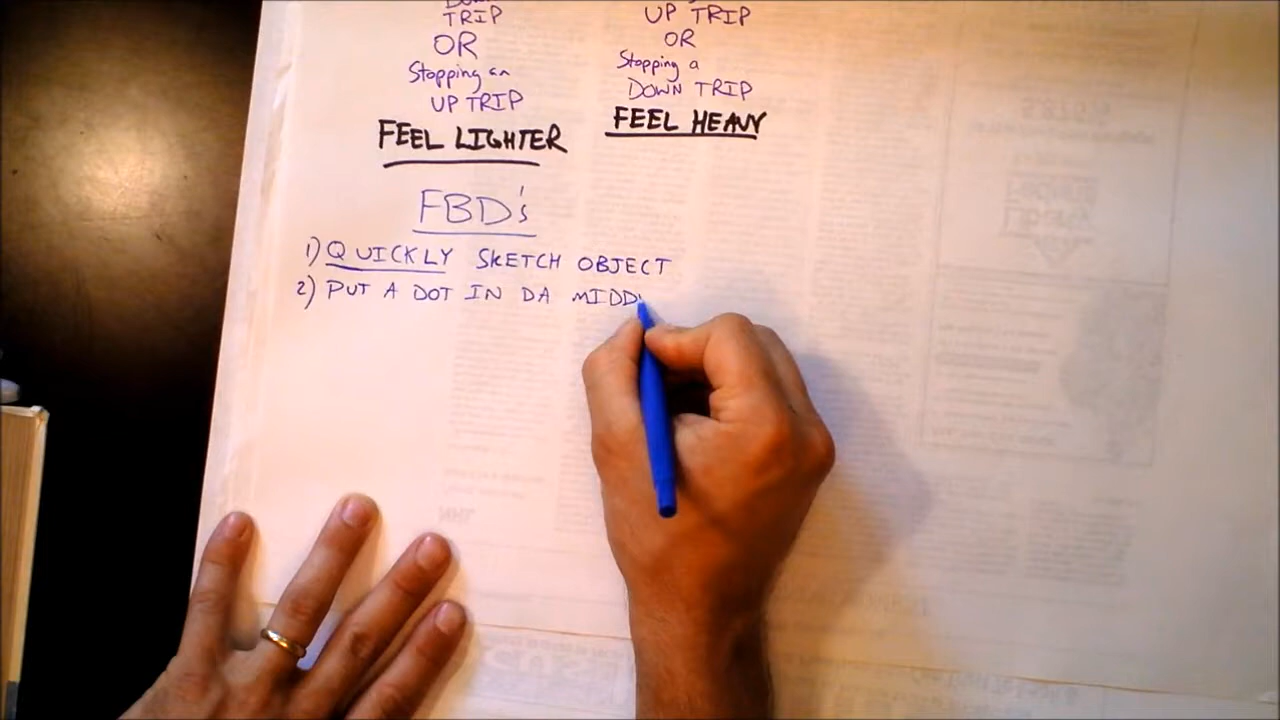 DOWN
TRIP
OR
Stopping an
UP TRIP
FEEL LIGHTER
UP TRIP
OR
Stopping a
DOWN TRIP
FEEL HEAVY
FBD's
1) QUICKLY SKETCH OBJECT
2) PUT A DOT IN DA MIDD